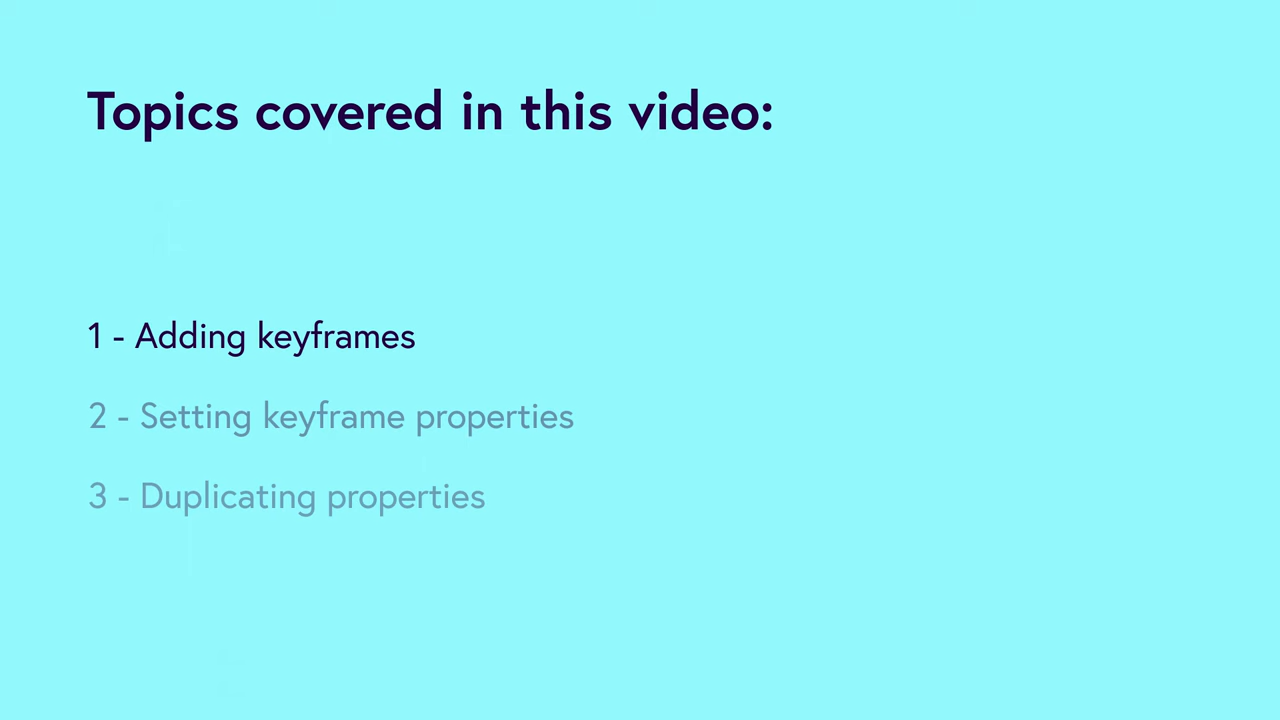 Topics covered in this video:
1 - Adding keyframes
2 - Setting keyframe properties
3 - Duplicating properties